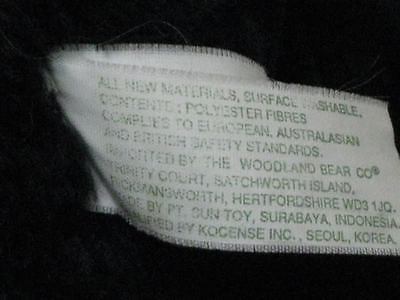 ALL NEW MATERIALS, SURFACE WASHABLE.
CONTENTS: POLYESTER FIBRES
COMPLIES TO EUROPEAN, AUSTRALASIAN
AND BRITISH SAFETY STANDARDS.
IMPORTED BY THE WOODLAND BEAR CO®
TRINITY COURT, BATCHWORTH ISLAND,
RICKMANSWORTH, HERTFORDSHIRE WD3 1JQ.
MADE BY PT. SUN TOY, SURABAYA, INDONESIA.
BY KOCENSE INC., SEOUL, KOREA.